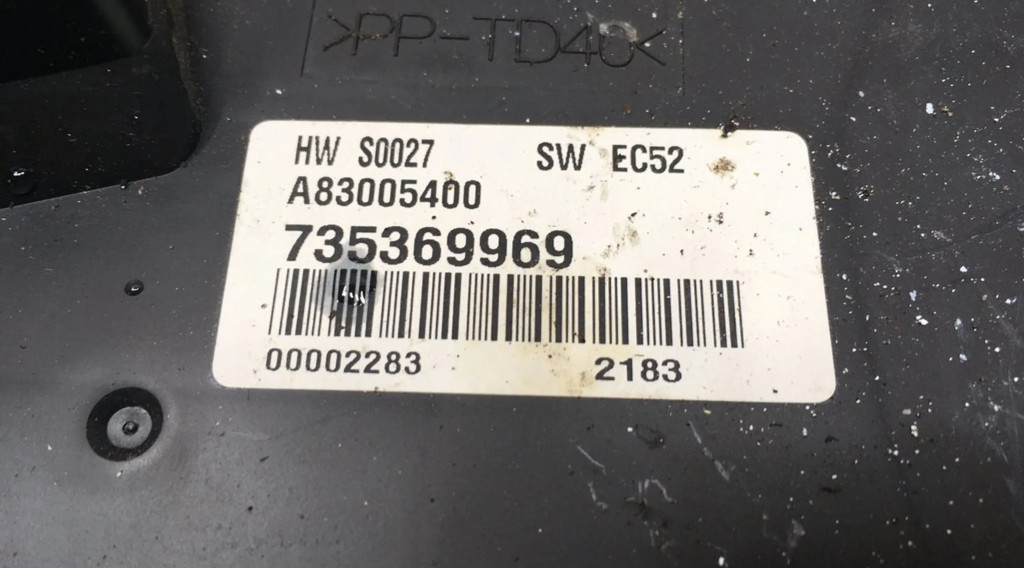 >PP-TD40<
HW S0027 SW EC52
A83005400
735369969
00002283 2183